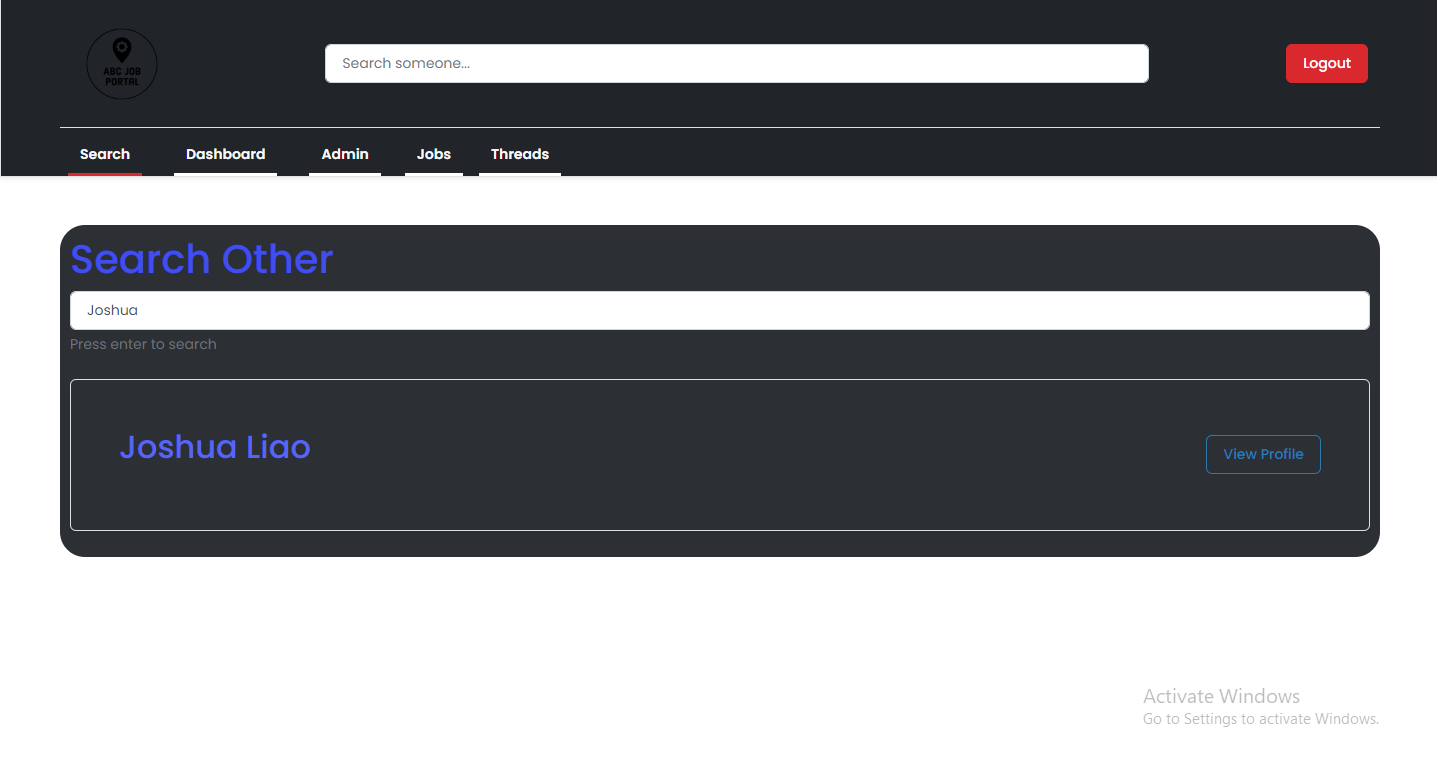 ABC JOB
PORTAL
Search someone...
Logout
Search
Dashboard
Admin
Jobs
Threads
Search Other
Joshua
Press enter to search
Joshua Liao
View Profile
Activate Windows
Go to Settings to activate Windows.